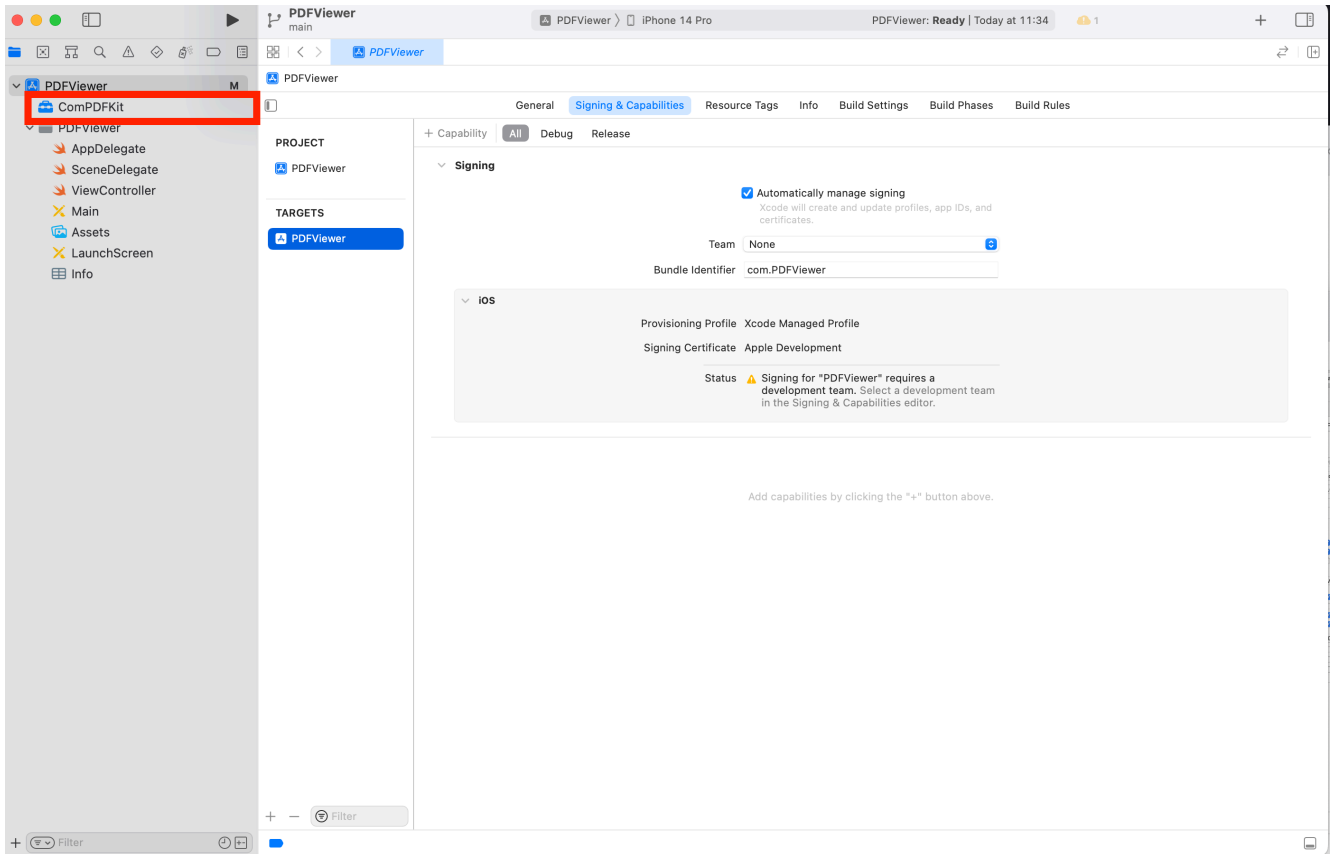 PDFViewer
main
PDFViewer 〉 iPhone 14 Pro
PDFViewer: Ready | Today at 11:34
1
PDFViewer
PDFViewer M
PDFViewer
ComPDFKit
PDFViewer
AppDelegate
SceneDelegate
ViewController
Main
Assets
LaunchScreen
Info
General Signing & Capabilities Resource Tags Info Build Settings Build Phases Build Rules
PROJECT
PDFViewer
TARGETS
PDFViewer
+ Capability All Debug Release
Signing
Automatically manage signing
Xcode will create and update profiles, app IDs, and
certificates.
Team None
Bundle Identifier com.PDFViewer
iOS
Provisioning Profile Xcode Managed Profile
Signing Certificate Apple Development
Status Signing for "PDFViewer" requires a
development team. Select a development team
in the Signing & Capabilities editor.
Add capabilities by clicking the "+" button above.
Filter
Filter